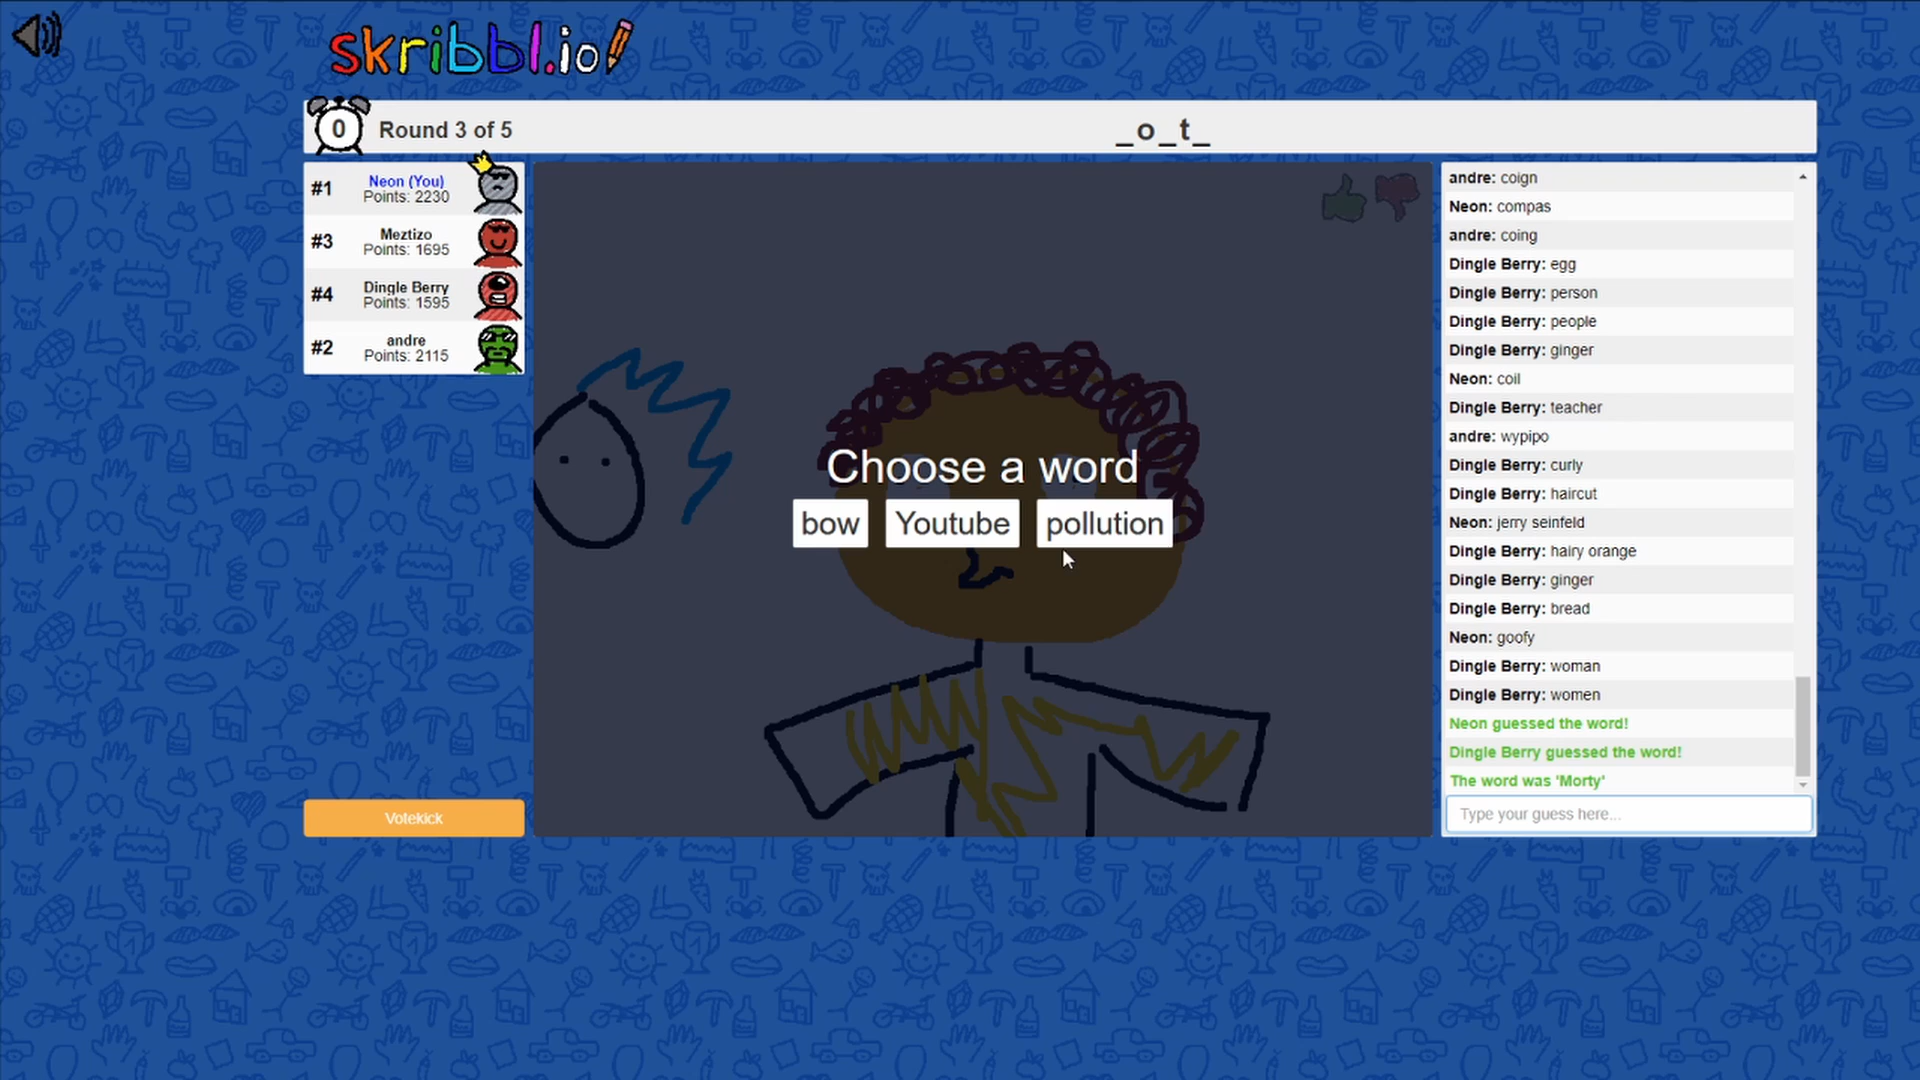 skribbl.io
0
Round 3 of 5
_o_t_
#1
Neon (You)
Points: 2230
#3
Meztizo
Points: 1695
#4
Dingle Berry
Points: 1595
#2
andre
Points: 2115
Votekick
Choose a word
bow
Youtube
pollution
andre: coign
Neon: compas
andre: coing
Dingle Berry: egg
Dingle Berry: person
Dingle Berry: people
Dingle Berry: ginger
Neon: coil
Dingle Berry: teacher
andre: wypipo
Dingle Berry: curly
Dingle Berry: haircut
Neon: jerry seinfeld
Dingle Berry: hairy orange
Dingle Berry: ginger
Dingle Berry: bread
Neon: goofy
Dingle Berry: woman
Dingle Berry: women
Neon guessed the word!
Dingle Berry guessed the word!
The word was 'Morty'
Type your guess here...